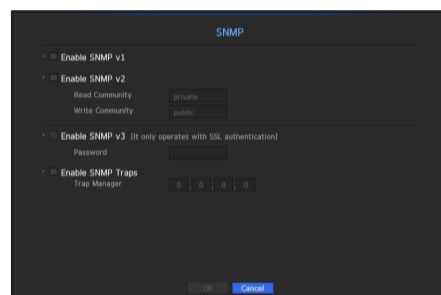 SNMP
Enable SNMP v1
Enable SNMP v2
Read Community private
Write Community public
Enable SNMP v3 [It only operates with SSL authentication]
Password
Enable SNMP Traps
Trap Manager 0 . 0 . 0 . 0
OK Cancel